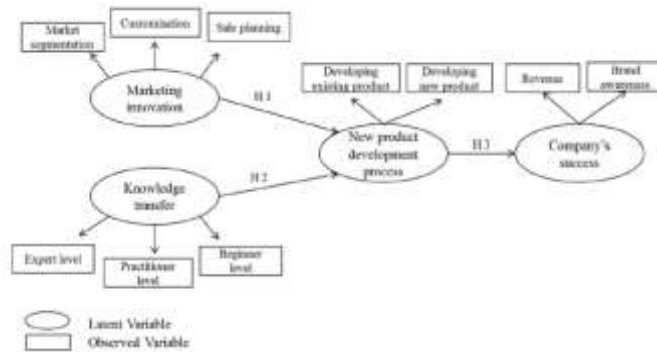 Market
segmentation
Customisation
Sale planning
Marketing
innovation
H.1
Developing
existing product
Developing
new product
Revenue
Brand
awareness
New product
development
process
H.3
Company's
success
Knowledge
transfer
H.2
Expert level
Practitioner
level
Beginner
level
Latent Variable
Observed Variable